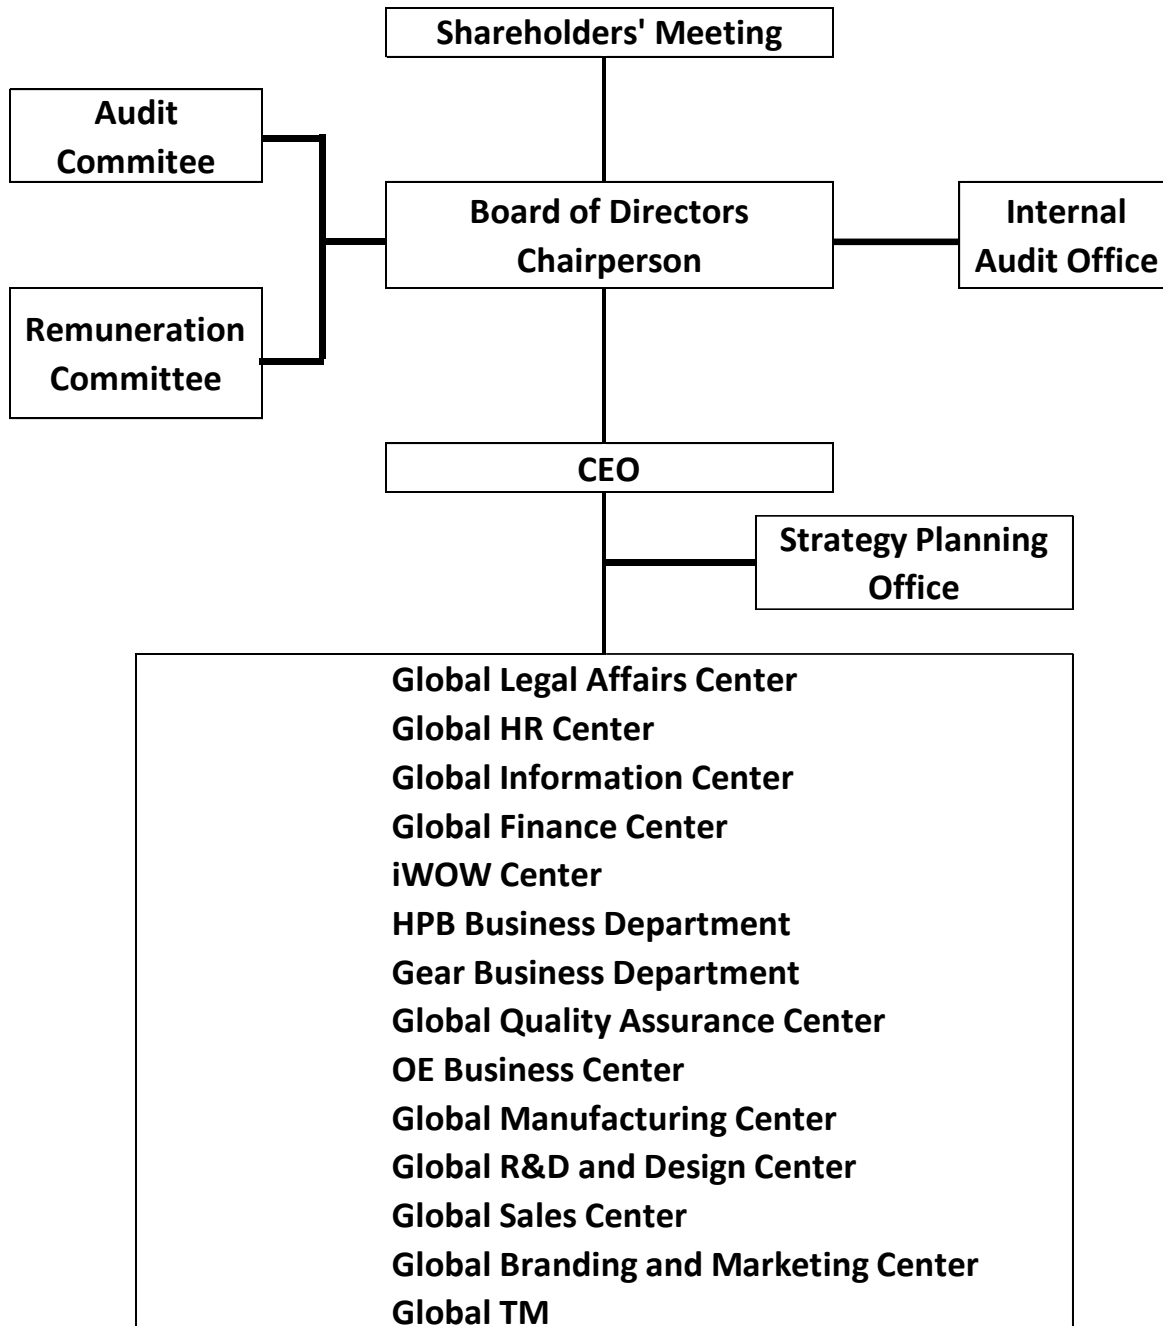 Shareholders' Meeting
Audit
Commitee
Board of Directors
Chairperson
Internal
Audit Office
Remuneration
Committee
CEO
Strategy Planning
Office
Global Legal Affairs Center
Global HR Center
Global Information Center
Global Finance Center
iWOW Center
HPB Business Department
Gear Business Department
Global Quality Assurance Center
OE Business Center
Global Manufacturing Center
Global R&D and Design Center
Global Sales Center
Global Branding and Marketing Center
Global TM